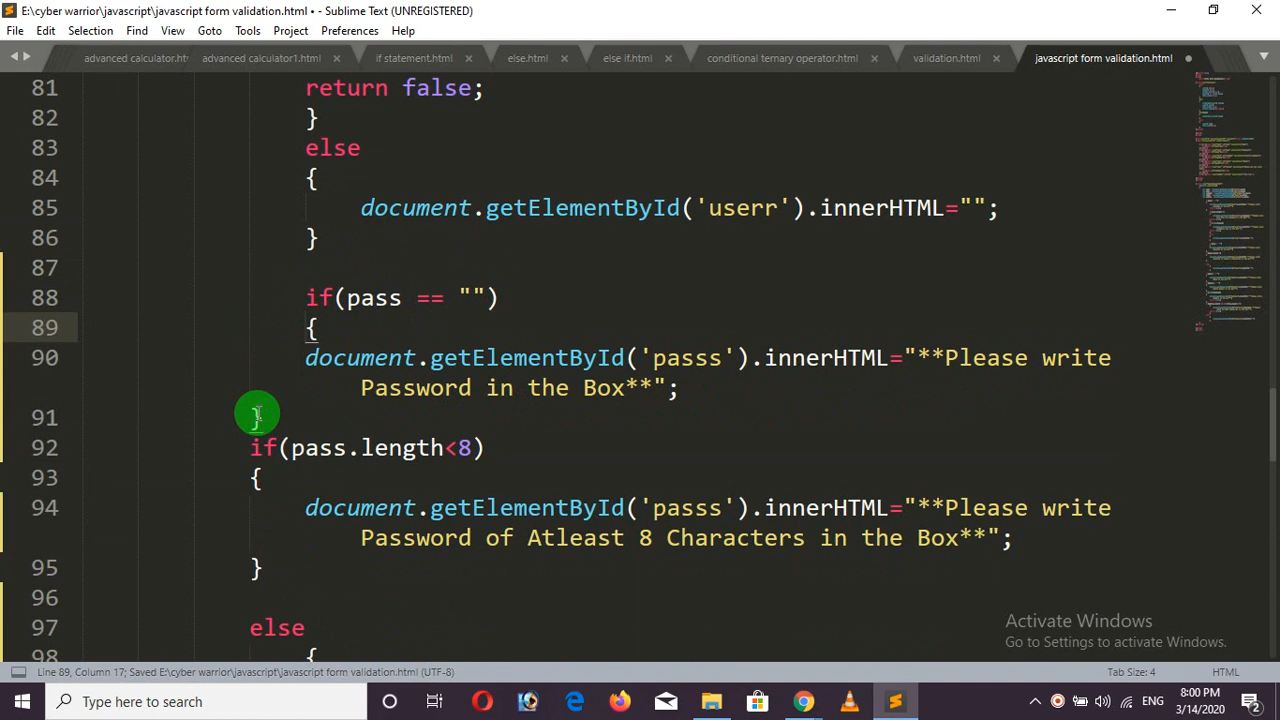 E:\cyber warrior\javascript\javascript form validation.html • - Sublime Text (UNREGISTERED)
File Edit Selection Find View Goto Tools Project Preferences Help
advanced calculator.ht advanced calculator1.html if statement.html else.html else if.html conditional ternary operator.html validation.html javascript form validation.html
81 return false;
82 }
83 else
84 {
85 document.getElementById('userr').innerHTML="";
86 }
87
88 if(pass == "")
89 {
90 document.getElementById('passs').innerHTML="**Please write
Password in the Box**";
91 }
92 if(pass.length<8)
93 {
94 document.getElementById('passs').innerHTML="**Please write
Password of Atleast 8 Characters in the Box**";
95 }
96
97 else
98 {
Activate Windows
Go to Settings to activate Windows.
Line 89, Column 17; Saved E:\cyber warrior\javascript\javascript form validation.html (UTF-8) Tab Size: 4 HTML
Type here to search
ENG
8:00 PM
3/14/2020
2